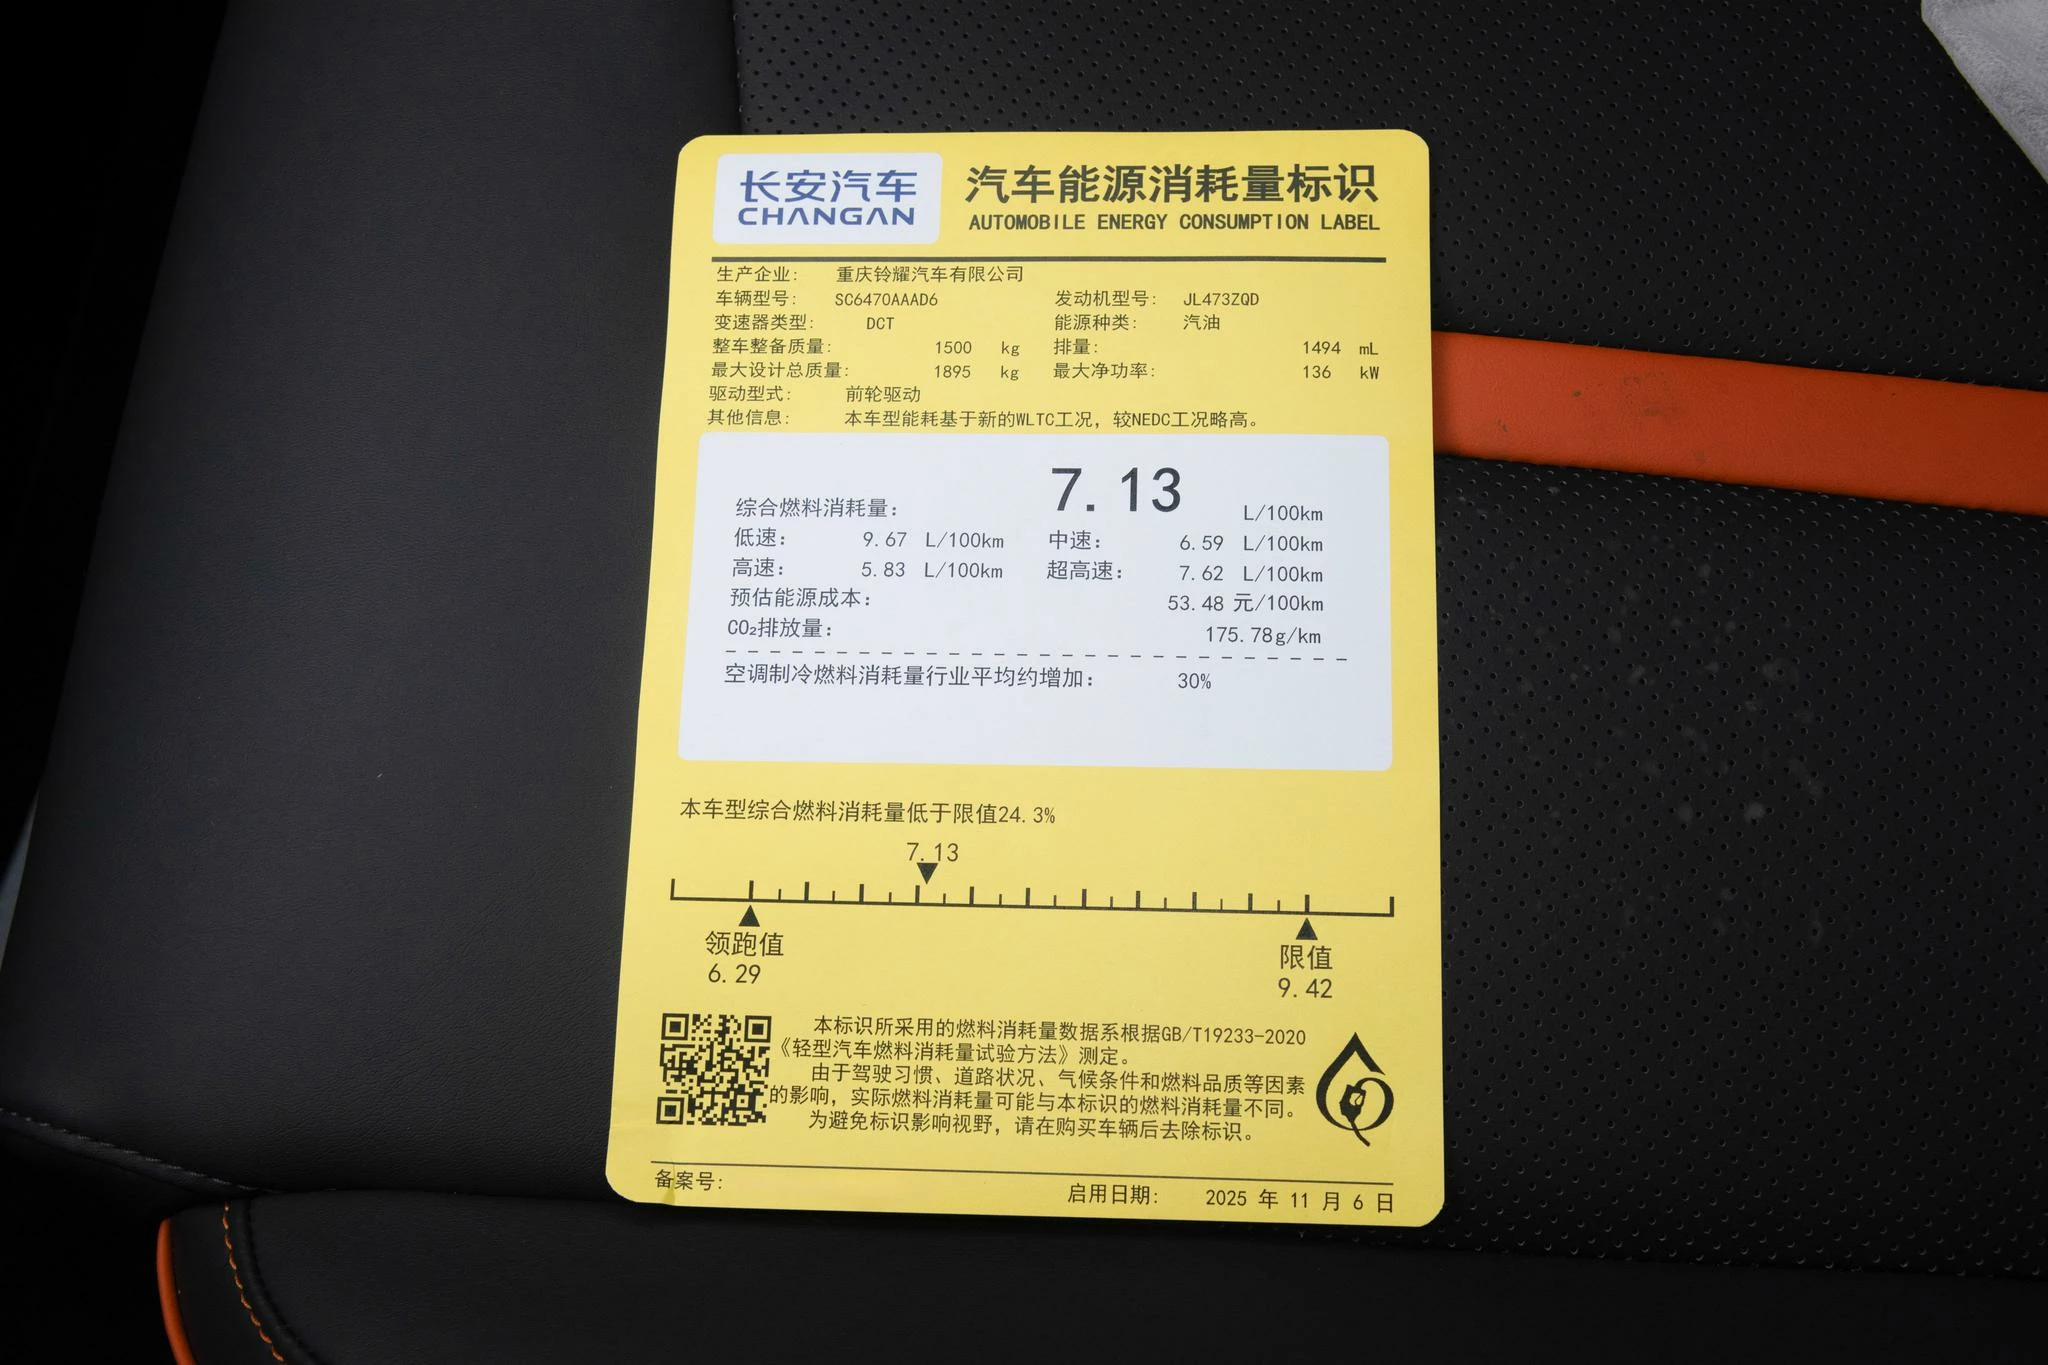 长安汽车
CHANGAN
汽车能源消耗量标识
AUTOMOBILE ENERGY CONSUMPTION LABEL
生产企业: 重庆铃耀汽车有限公司
车辆型号: SC6470AAAD6 发动机型号: JL473ZQD
变速器类型: DCT 能源种类: 汽油
整车整备质量: 1500 kg 排量: 1494 mL
最大设计总质量: 1895 kg 最大净功率: 136 kW
驱动型式: 前轮驱动
其他信息: 本车型能耗基于新的WLTC工况，较NEDC工况略高。
综合燃料消耗量: 7.13 L/100km
低速: 9.67 L/100km 中速: 6.59 L/100km
高速: 5.83 L/100km 超高速: 7.62 L/100km
预估能源成本: 53.48 元/100km
CO₂排放量: 175.78g/km
空调制冷燃料消耗量行业平均约增加: 30%
本车型综合燃料消耗量低于限值24.3%
7.13
领跑值 限值
6.29 9.42
本标识所采用的燃料消耗量数据系根据GB/T19233-2020
《轻型汽车燃料消耗量试验方法》测定。
由于驾驶习惯、道路状况、气候条件和燃料品质等因素
的影响，实际燃料消耗量可能与本标识的燃料消耗量不同。
为避免标识影响视野，请在购买车辆后去除标识。
备案号: 启用日期: 2025 年 11 月 6 日